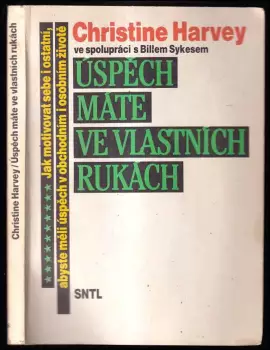 Christine Harvey / Úspěch máte ve vlastních rukách
★★★★★★★★★★ Jak motivovat sebe i ostatní,
abyste měli úspěch v obchodním i osobním životě
Christine Harvey
ve spolupráci s Billem Sykesem
ÚSPĚCH
MÁTE
VE VLASTNÍCH
RUKÁCH
SNTL